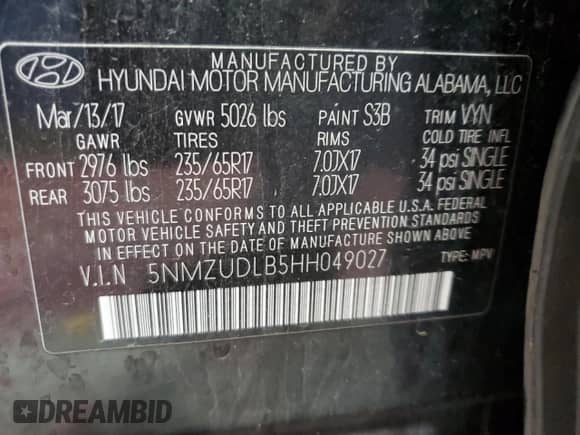 MANUFACTURED BY
HYUNDAI MOTOR MANUFACTURING ALABAMA, LLC
Mar/13/17 GVWR 5026 lbs PAINT S3B TRIM VYN
GAWR TIRES RIMS COLD TIRE INFL
FRONT 2976 lbs 235/65R17 7.0JX17 34 psi SINGLE
REAR 3075 lbs 235/65R17 7.0JX17 34 psi SINGLE
THIS VEHICLE CONFORMS TO ALL APPLICABLE U.S.A. FEDERAL
MOTOR VEHICLE SAFETY AND THEFT PREVENTION STANDARDS
IN EFFECT ON THE DATE OF MANUFACTURE SHOWN ABOVE.
V.I.N 5NMZUDLB5HH049027 TYPE: MPV
DREAMBID